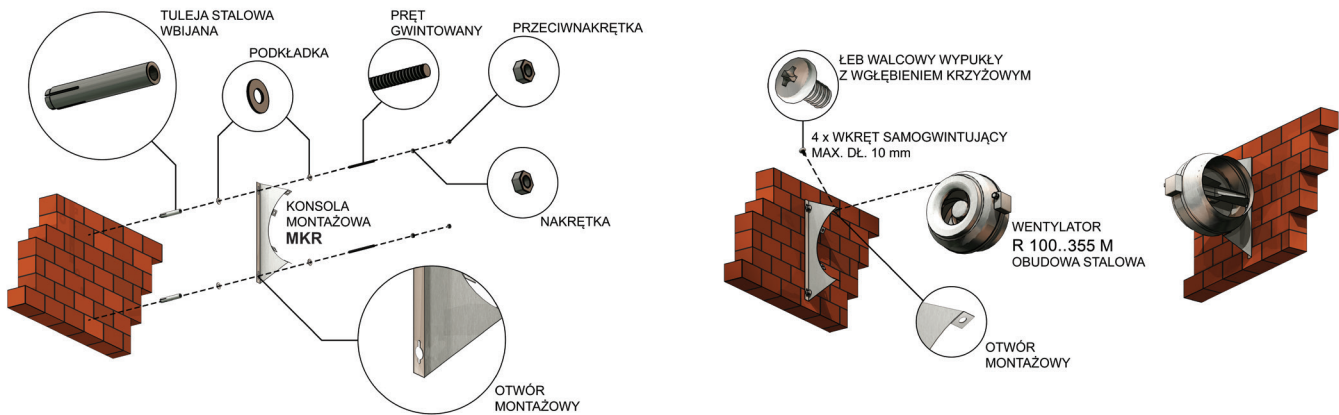 TULEJA STALOWA
WBIJANA
PODKŁADKA
PRĘT
GWINTOWANY
PRZECIWNAKRĘTKA
KONSOLA
MONTAŻOWA
MKR
NAKRĘTKA
OTWÓR
MONTAŻOWY
ŁEB WALCOWY WYPUKŁY
Z WGŁĘBIENIEM KRZYŻOWYM
4 x WKRĘT SAMOGWINTUJĄCY
MAX. DŁ. 10 mm
WENTYLATOR
R 100..355 M
OBUDOWA STALOWA
OTWÓR
MONTAŻOWY